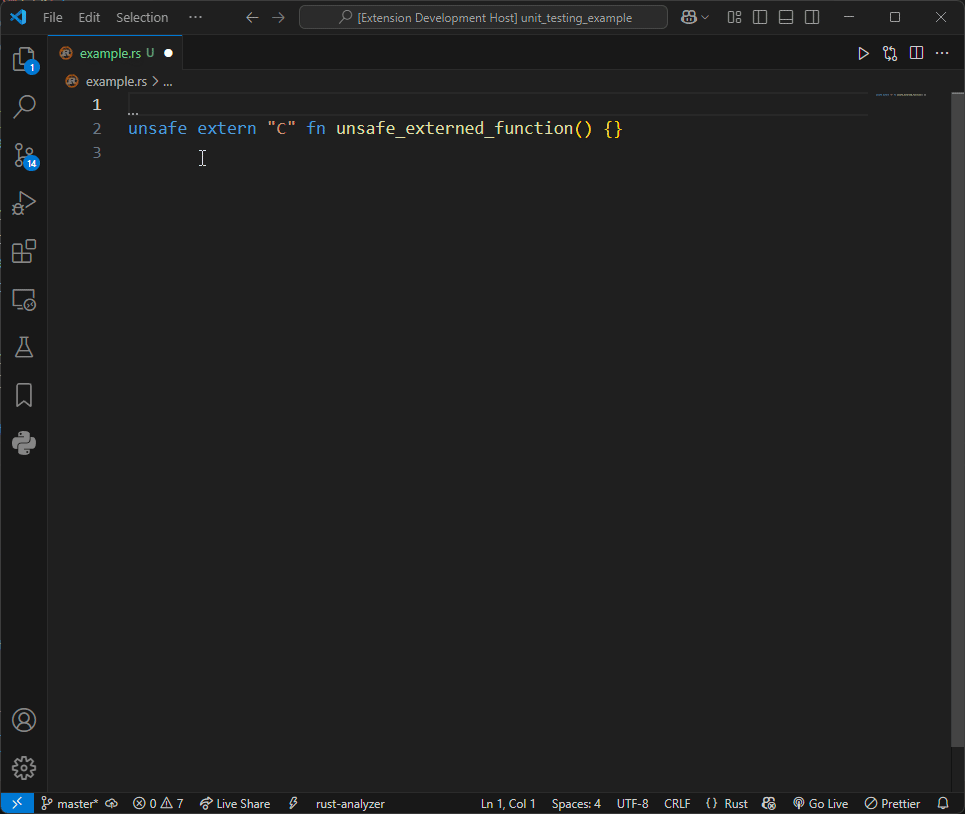 File Edit Selection ··· [Extension Development Host] unit_testing_example
example.rs U
example.rs > ...
1
2 unsafe extern "C" fn unsafe_externed_function() {}
3
1
14
master* 0 7 Live Share rust-analyzer Ln 1, Col 1 Spaces: 4 UTF-8 CRLF {} Rust Go Live Prettier